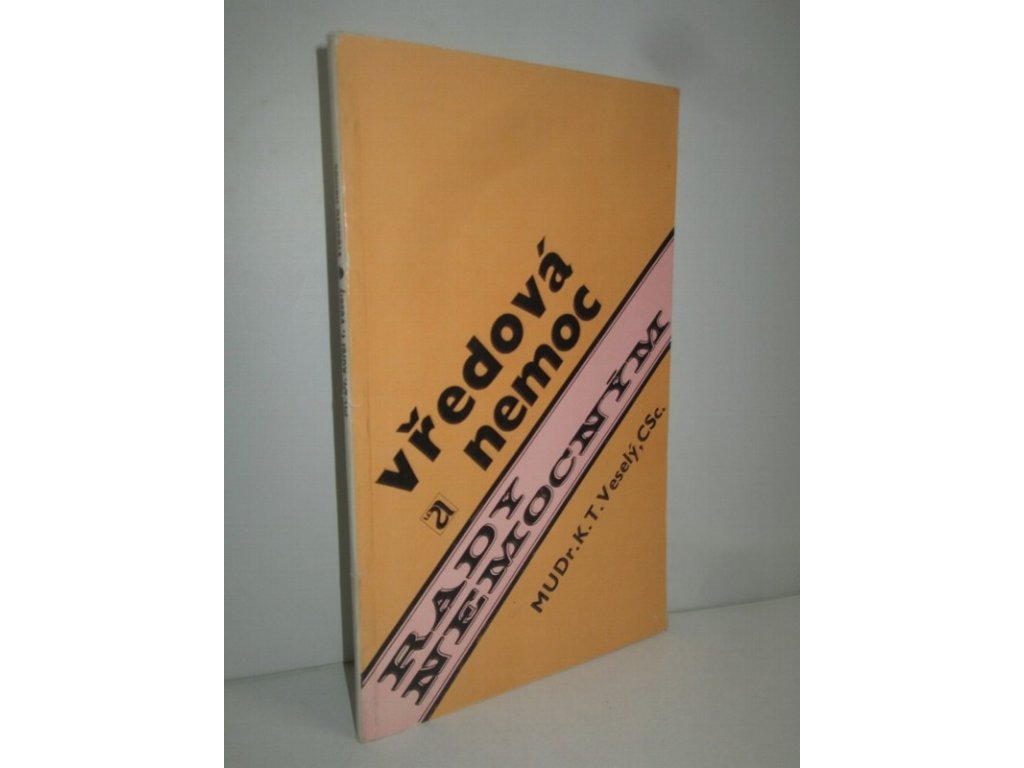 vředová
nemoc
RADY
NEMOCNÝM
MUDr. K. T. Veselý, CSc.